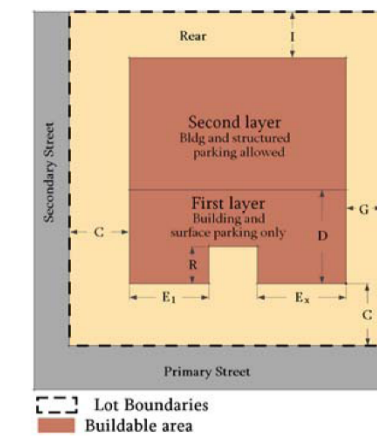 Rear
I
Secondary Street
Second layer
Bldg and structured
parking allowed
First layer
Building and
surface parking only
G
C
D
R
E1
Ex
C
Primary Street
Lot Boundaries
Buildable area